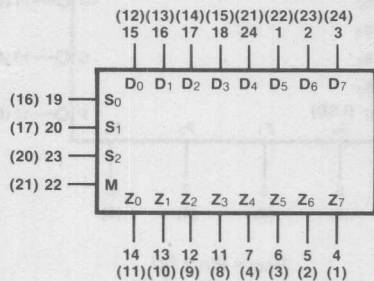 (12) (13) (14) (15) (21) (22) (23) (24)
15 16 17 18 24 1 2 3
D0 D1 D2 D3 D4 D5 D6 D7
(16) 19 S0
(17) 20 S1
(20) 23 S2
(21) 22 M
Z0 Z1 Z2 Z3 Z4 Z5 Z6 Z7
14 13 12 11 7 6 5 4
(11) (10) (9) (8) (4) (3) (2) (1)